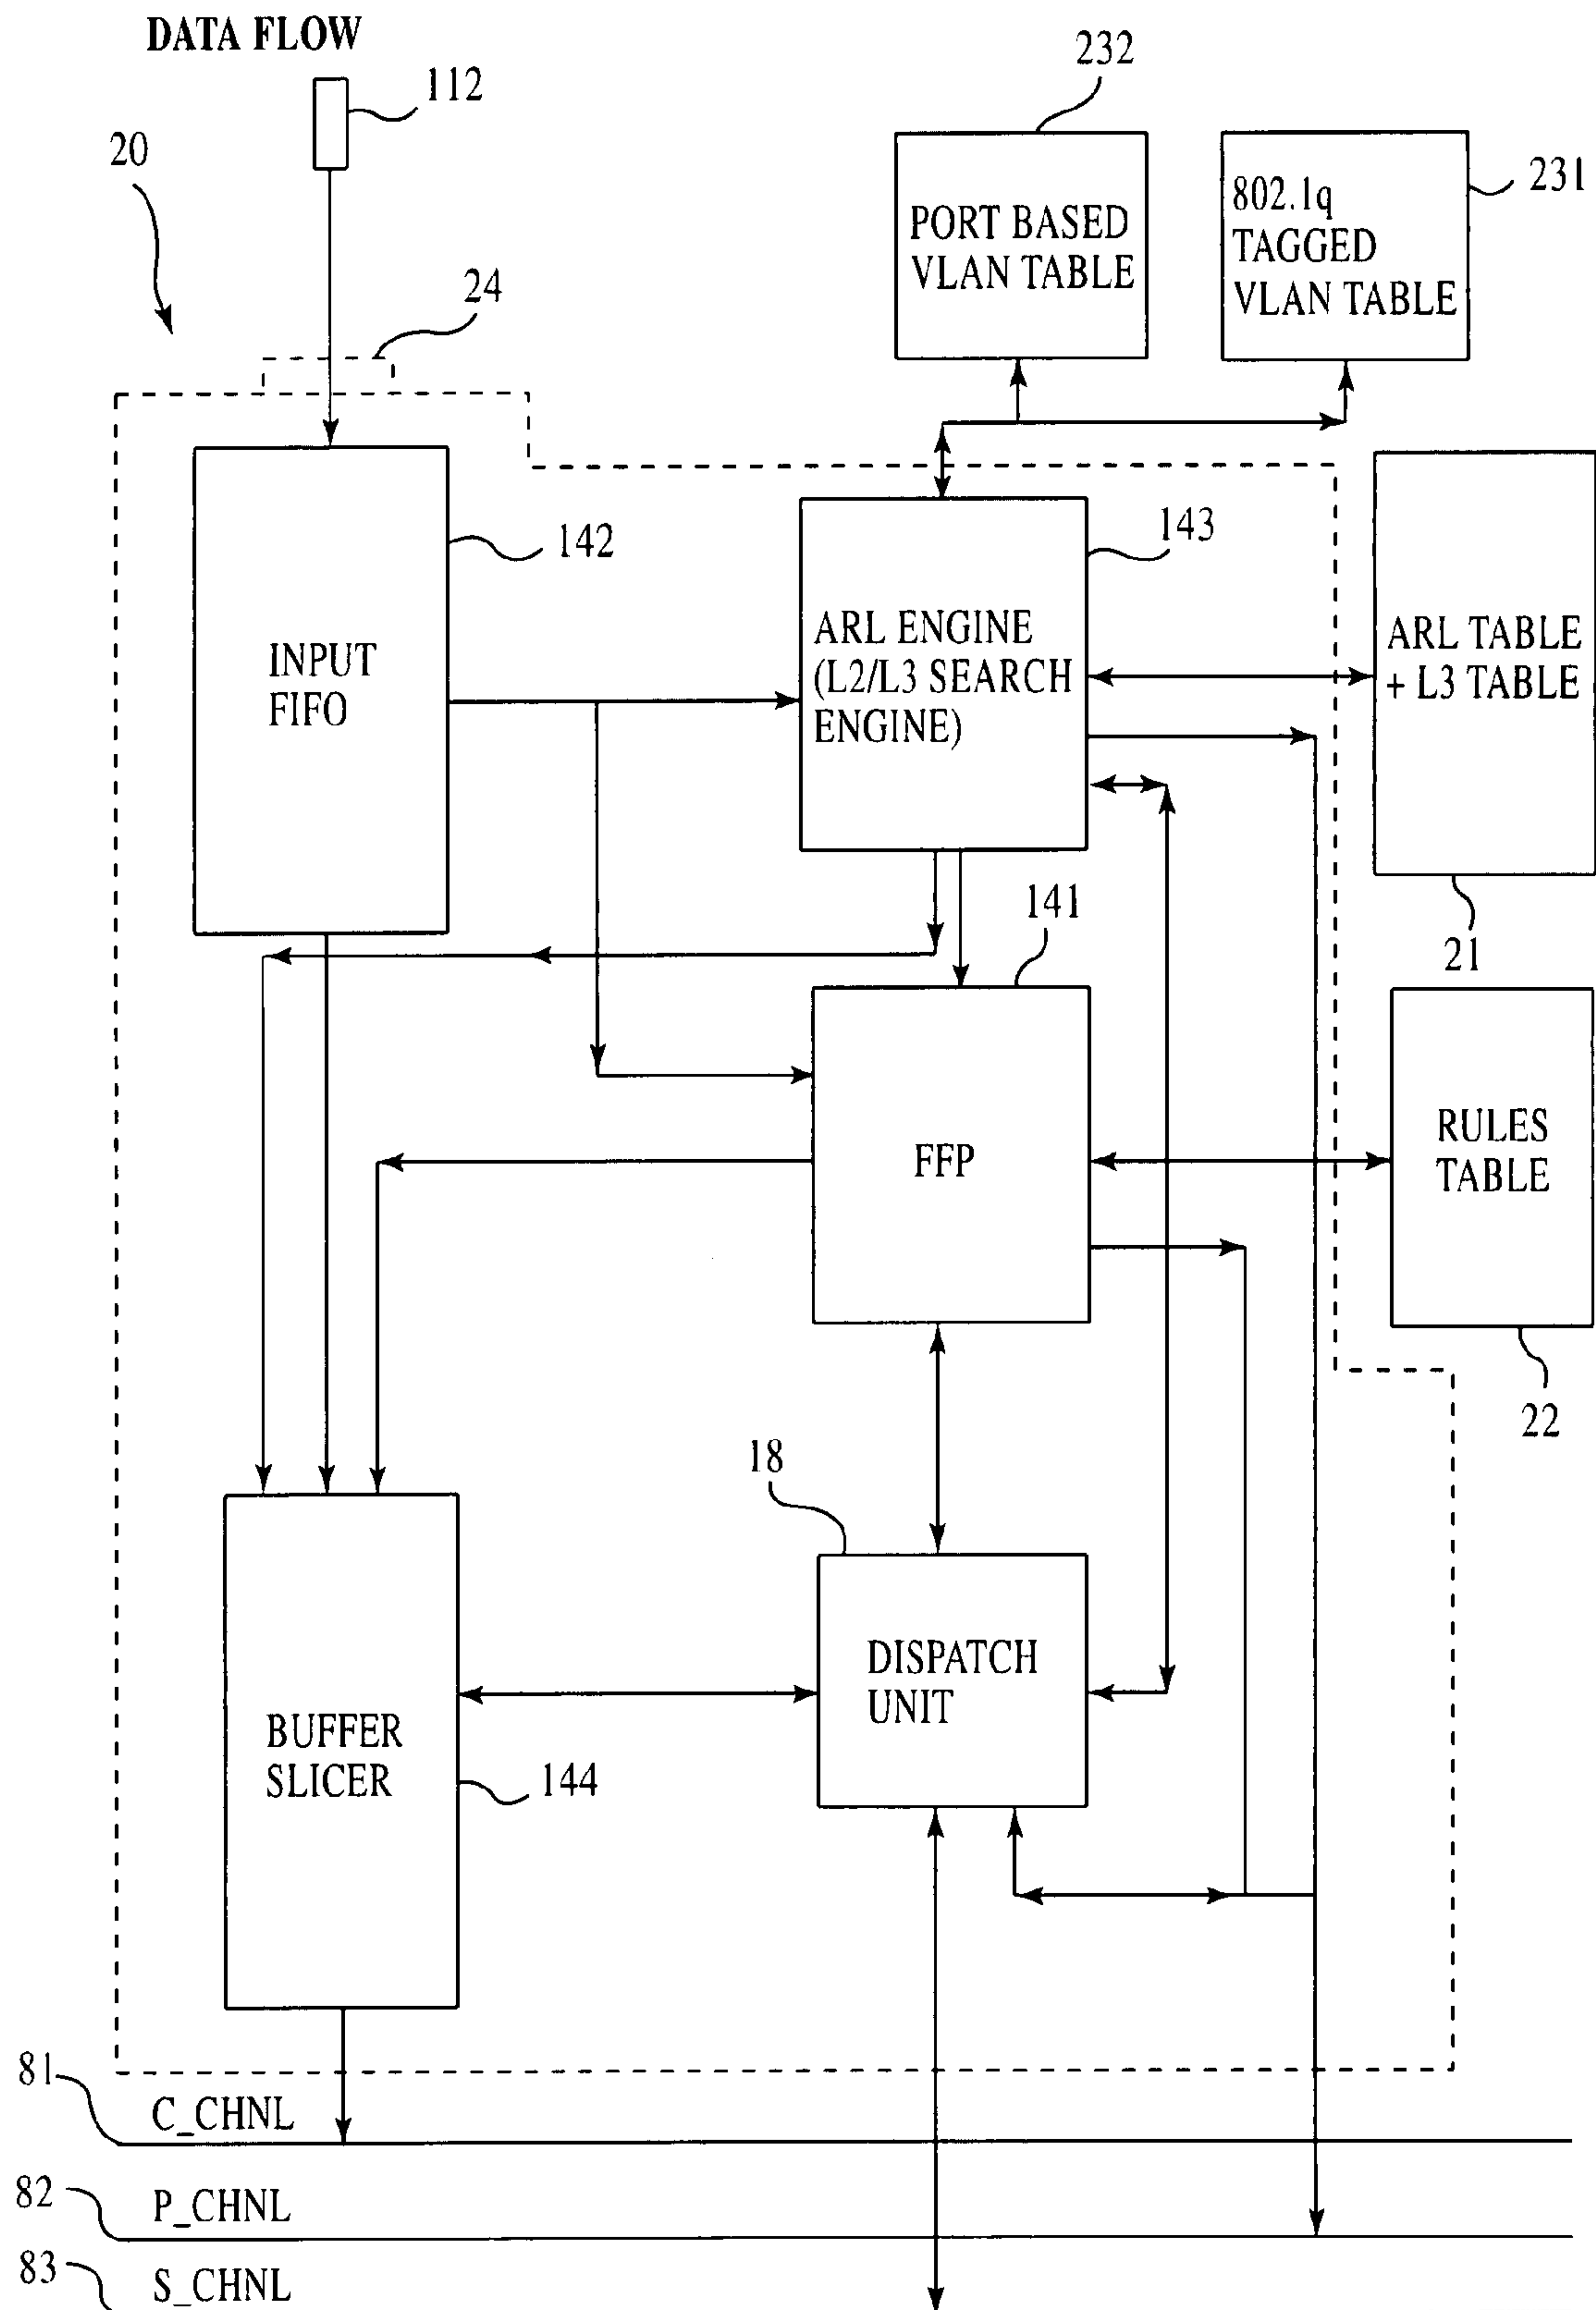 DATA FLOW
112
20
24
232
231
PORT BASED
VLAN TABLE
802.1q
TAGGED
VLAN TABLE
142
143
INPUT
FIFO
ARL ENGINE
(L2/L3 SEARCH
ENGINE)
ARL TABLE
+ L3 TABLE
21
141
FFP
RULES
TABLE
22
18
DISPATCH
UNIT
BUFFER
SLICER
144
81
C_CHNL
82
P_CHNL
83
S_CHNL